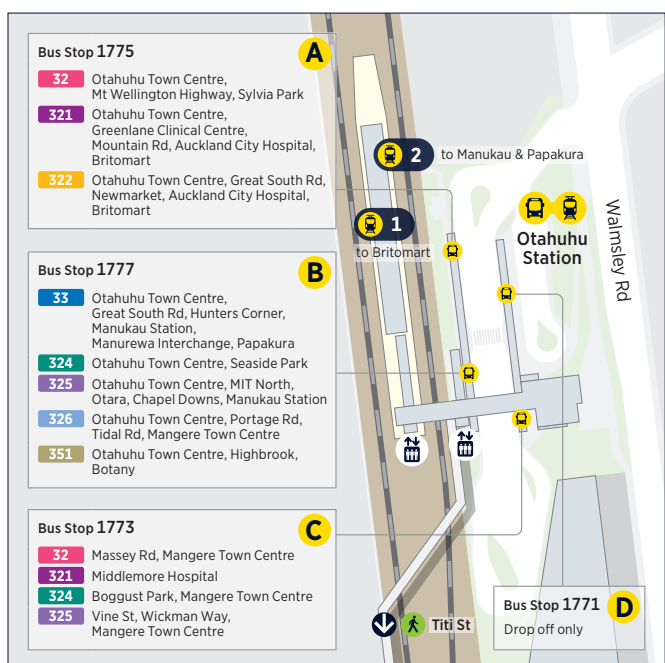 Bus Stop 1775
A
32 Otahuhu Town Centre,
Mt Wellington Highway, Sylvia Park
321 Otahuhu Town Centre,
Greenlane Clinical Centre,
Mountain Rd, Auckland City Hospital,
Britomart
322 Otahuhu Town Centre, Great South Rd,
Newmarket, Auckland City Hospital,
Britomart
Bus Stop 1777
B
33 Otahuhu Town Centre,
Great South Rd, Hunters Corner,
Manukau Station,
Manurewa Interchange, Papakura
324 Otahuhu Town Centre, Seaside Park
325 Otahuhu Town Centre, MIT North,
Otara, Chapel Downs, Manukau Station
326 Otahuhu Town Centre, Portage Rd,
Tidal Rd, Mangere Town Centre
351 Otahuhu Town Centre, Highbrook,
Botany
Bus Stop 1773
C
32 Massey Rd, Mangere Town Centre
321 Middlemore Hospital
324 Boggust Park, Mangere Town Centre
325 Vine St, Wickman Way,
Mangere Town Centre
2 to Manukau & Papakura
1
to Britomart
Otahuhu
Station
Walmsley Rd
Titi St
Bus Stop 1771
D
Drop off only